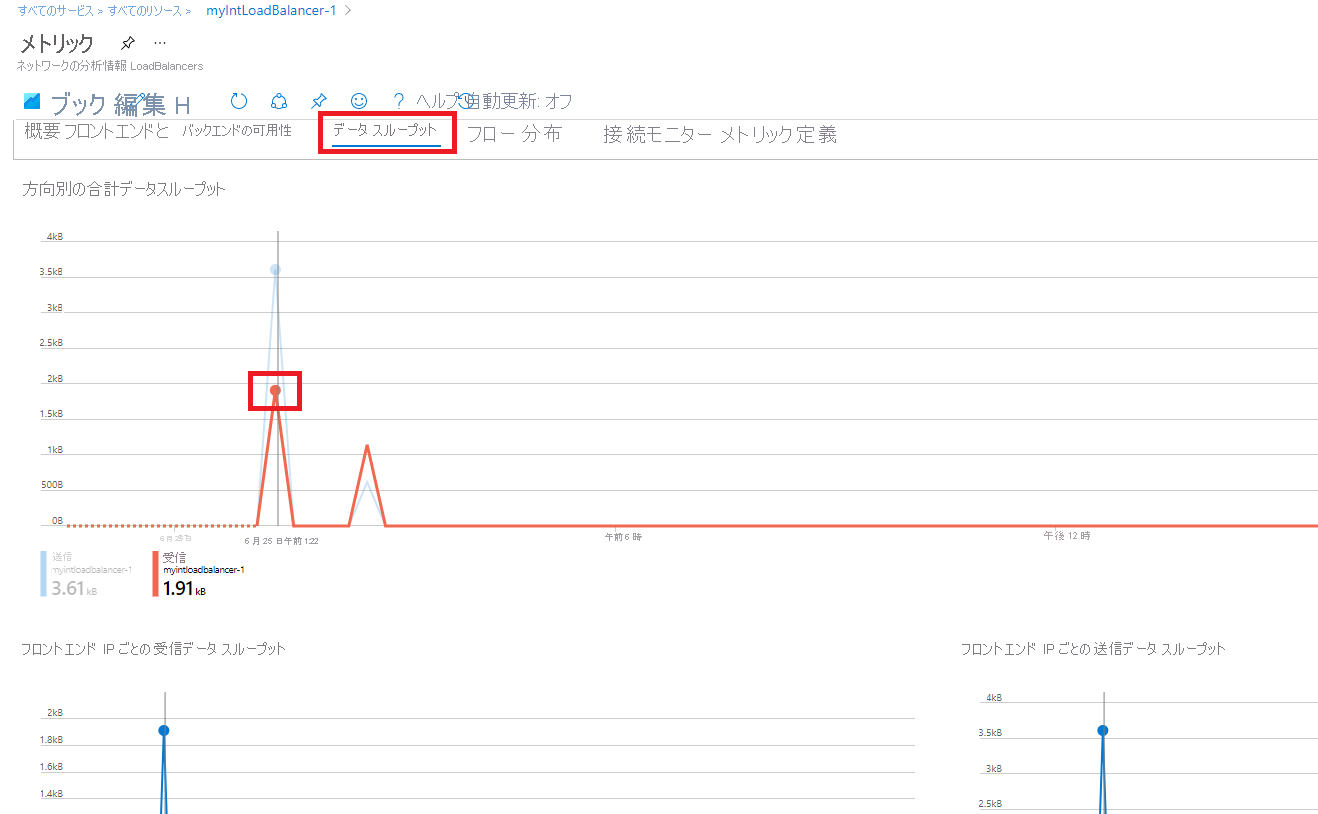 すべてのサービス » すべてのリソース » myIntLoadBalancer-1 >
メトリック ...
ネットワークの分析情報 LoadBalancers
ブック 編集 H ? ヘルプ 自動更新: オフ
概要 フロントエンドと バックエンドの可用性 データ スループット フロー 分布 接続モニター メトリック定義
方向別の合計データスループット
4kB
3.5kB
3kB
2.5kB
2kB
1.5kB
1kB
500B
0B
6 月 25 日午前 1:22 午前 6 時 午後 12 時
送信 受信
myintloadbalancer-1 myintloadbalancer-1
3.61 kB 1.91 kB
フロントエンド IP ごとの 受信データ スループット
2kB
1.8kB
1.6kB
1.4kB
フロントエンド IP ごとの 送信データ スループット
4kB
3.5kB
3kB
2.5kB